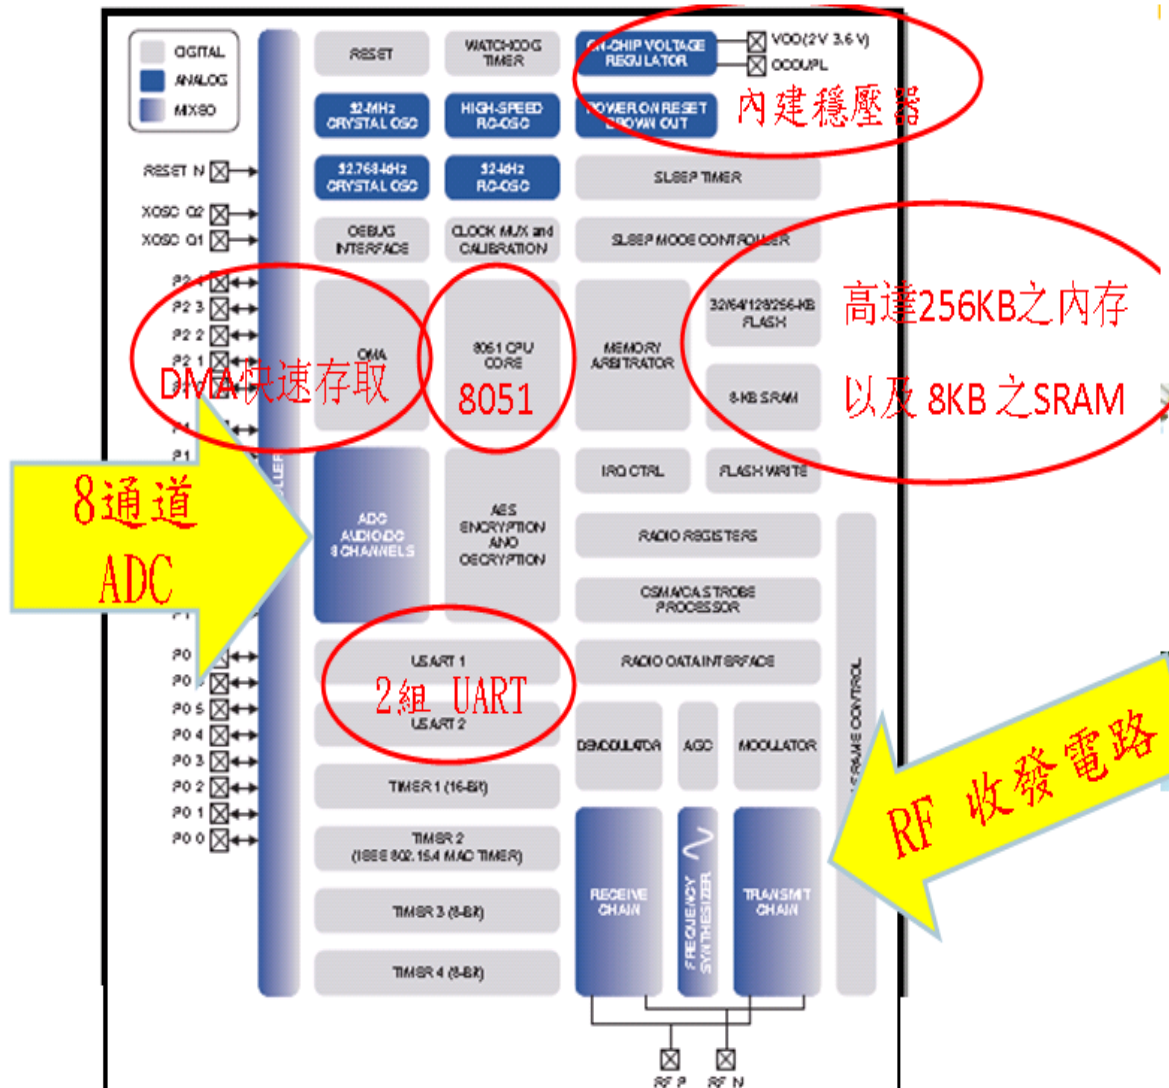 DIGITAL
ANALOG
MIXED
RESET
WATCHDOG
TIMER
ON-CHIP VOLTAGE
REGULATOR
VDD(2 V 3.6 V)
DCOUPL
內建穩壓器
32-MHz
CRYSTAL OSC
HIGH-SPEED
RC-OSC
POWER ON RESET
BROWN OUT
RESET N
32.768-kHz
CRYSTAL OSC
32-kHz
RC-OSC
SLEEP TIMER
XOSC Q2
XOSC Q1
DEBUG
INTERFACE
CLOCK MUX and
CALIBRATION
SLEEP MODE CONTROLLER
P2 4
P2 3
P2 2
P2 1
DMA
DMA快速存取
8051 CPU
CORE
8051
MEMORY
ARBITRATOR
32/64/128/256-KB
FLASH
8-KB SRAM
高達256KB之內存
以及 8KB 之SRAM
8通道
ADC
ADC
AUDIO/DC
8 CHANNELS
AES
ENCRYPTION
AND
DECRYPTION
IRQ CTRL
FLASH WRITE
RADIO REGISTERS
CSMA/CA STROBE
PROCESSOR
USART 1
2組 UART
USART 2
RADIO DATA INTERFACE
P0 5
P0 4
P0 3
P0 2
P0 1
P0 0
DEMODULATOR
AGC
MODULATOR
FRAME CONTROL
RF 收發電路
TIMER 1 (16-Bit)
TIMER 2
(IEEE 802.15.4 MAC TIMER)
TIMER 3 (8-Bit)
TIMER 4 (8-Bit)
RECEIVE
CHAIN
FREQUENCY
SYNTHESIZER
TRANSMIT
CHAIN
RF P
RF N